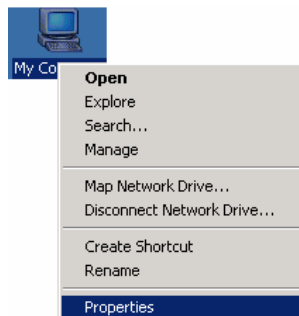 My Co
Open
Explore
Search...
Manage
Map Network Drive...
Disconnect Network Drive...
Create Shortcut
Rename
Properties